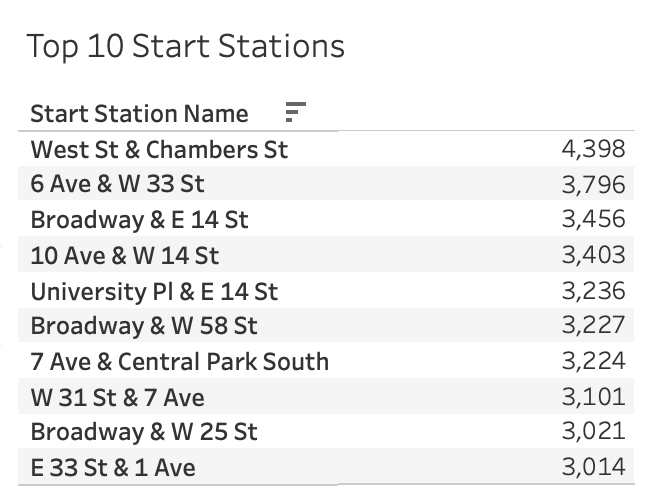 Top 10 Start Stations
Start Station Name
West St & Chambers St 4,398
6 Ave & W 33 St 3,796
Broadway & E 14 St 3,456
10 Ave & W 14 St 3,403
University Pl & E 14 St 3,236
Broadway & W 58 St 3,227
7 Ave & Central Park South 3,224
W 31 St & 7 Ave 3,101
Broadway & W 25 St 3,021
E 33 St & 1 Ave 3,014